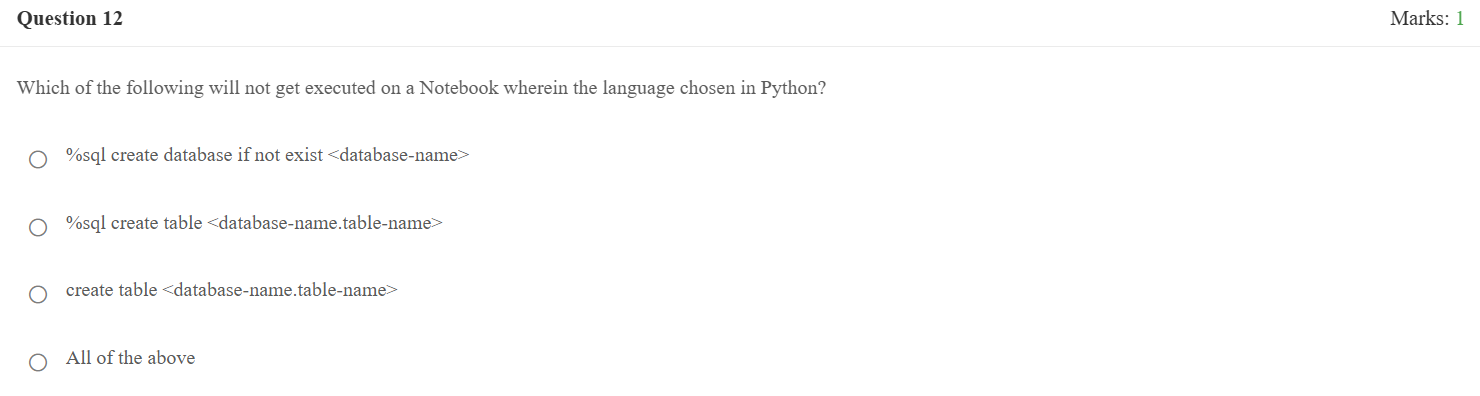 Question 12
Marks: 1
Which of the following will not get executed on a Notebook wherein the language chosen in Python?
%sql create database if not exist <database-name>
%sql create table <database-name.table-name>
create table <database-name.table-name>
All of the above